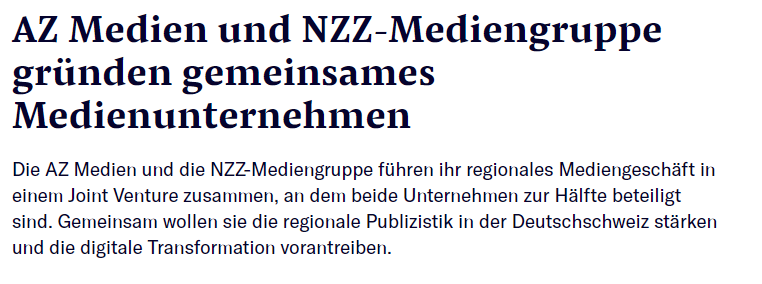 AZ Medien und NZZ-Mediengruppe
gründen gemeinsames
Medienunternehmen
Die AZ Medien und die NZZ-Mediengruppe führen ihr regionales Mediengeschäft in
einem Joint Venture zusammen, an dem beide Unternehmen zur Hälfte beteiligt
sind. Gemeinsam wollen sie die regionale Publizistik in der Deutschschweiz stärken
und die digitale Transformation vorantreiben.